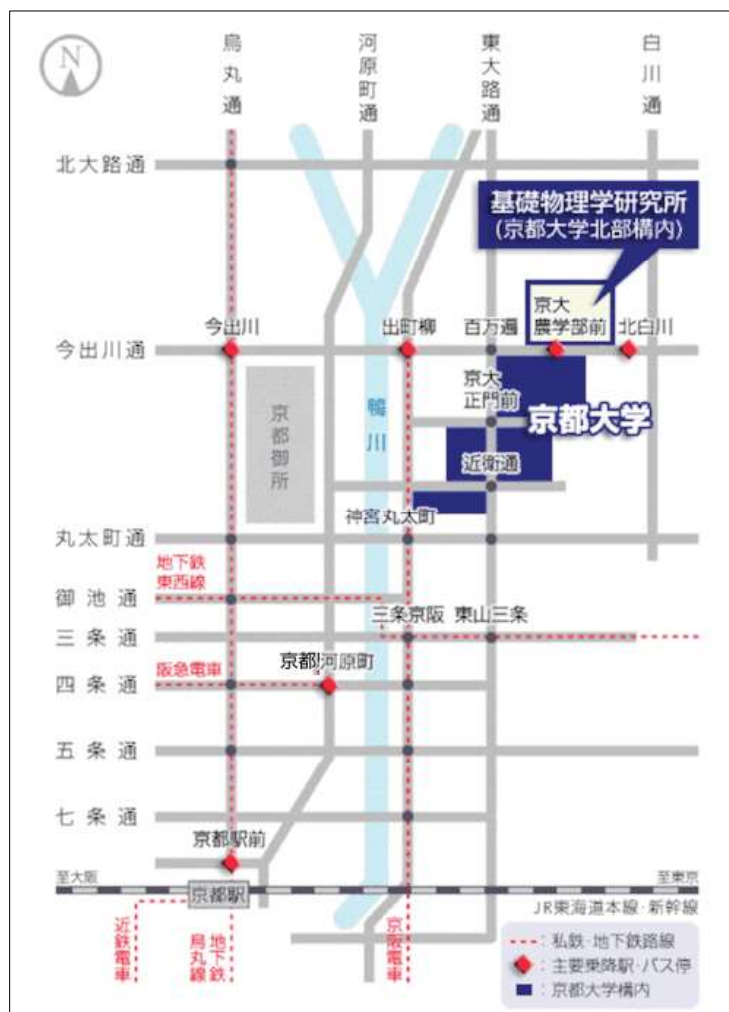 N
烏丸通
河原町通
東大路通
白川通
北大路通
基礎物理学研究所
(京都大学北部構内)
今出川
出町柳
百万遍
京大
農学部前
北白川
今出川通
京大
正門前
京都御所
鴨川
京都大学
近衛通
神宮丸太町
丸太町通
地下鉄
東西線
御池通
三条京阪
東山三条
三条通
京都河原町
阪急電車
四条通
五条通
七条通
京都駅前
至大阪
至東京
京都駅
JR東海道本線・新幹線
近鉄電車
地下鉄
烏丸線
京阪電車
:私鉄・地下鉄路線
:主要乗降駅・バス停
:京都大学構内